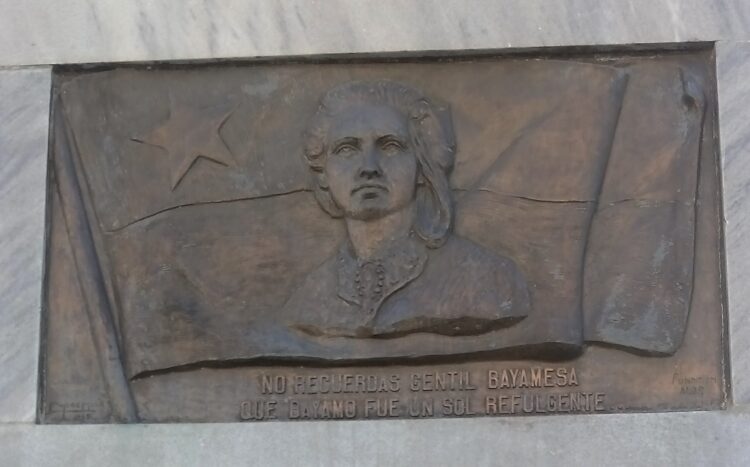 NO RECUERDAS GENTIL BAYAMESA
QUE BAYAMO FUE UN SOL REFULGENTE....